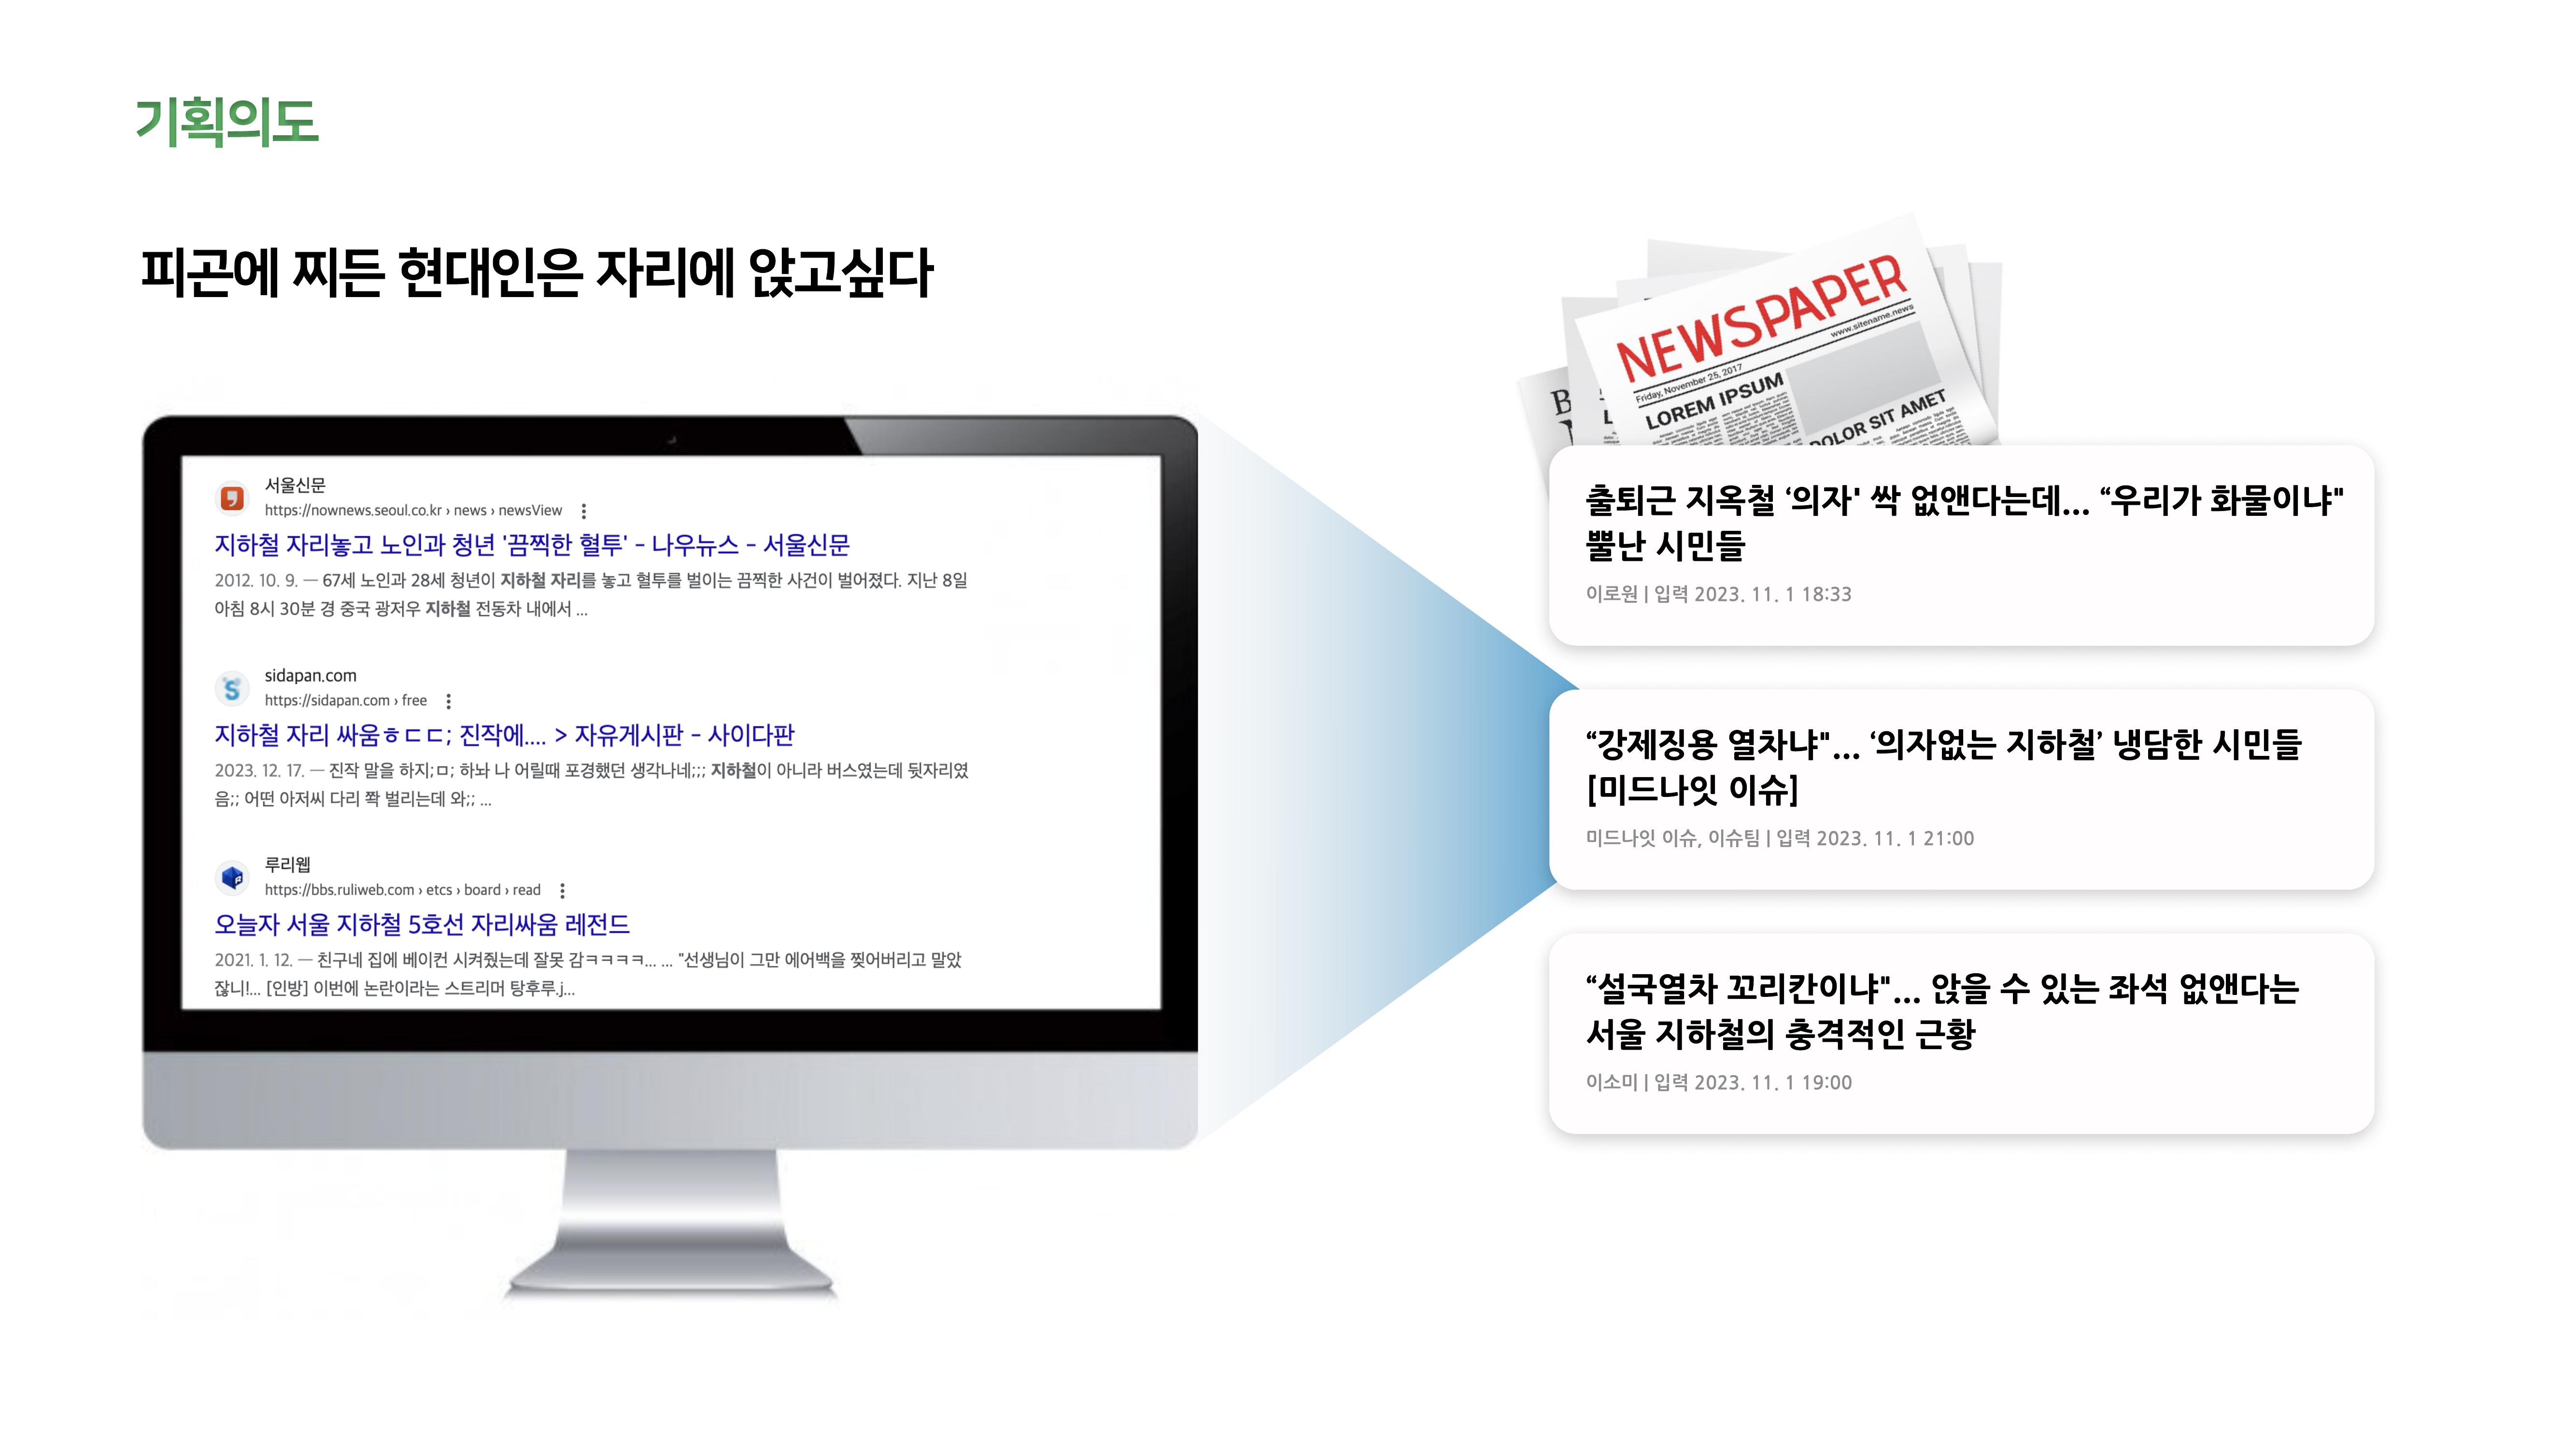 기획의도
피곤에 찌든 현대인은 자리에 앉고싶다
서울신문
https://nownews.seoul.co.kr › news › newsView
지하철 자리놓고 노인과 청년 '끔찍한 혈투' - 나우뉴스 - 서울신문
2012. 10. 9. — 67세 노인과 28세 청년이 지하철 자리를 놓고 혈투를 벌이는 끔찍한 사건이 벌어졌다. 지난 8일
아침 8시 30분 경 중국 광저우 지하철 전동차 내에서 ...
sidapan.com
https://sidapan.com › free
지하철 자리 싸움ㅎㄷㄷ; 진작에.... > 자유게시판 - 사이다판
2023. 12. 17. — 진작 말을 하지;ㅁ; 하놔 나 어릴때 포경했던 생각나네;;; 지하철이 아니라 버스였는데 뒷자리였
음;; 어떤 아저씨 다리 쫙 벌리는데 와;; ...
루리웹
https://bbs.ruliweb.com › etcs › board › read
오늘자 서울 지하철 5호선 자리싸움 레전드
2021. 1. 12. — 친구네 집에 베이컨 시켜줬는데 잘못 감ㅋㅋㅋㅋ... ... "선생님이 그만 에어백을 찢어버리고 말았
잖니!... [인방] 이번에 논란이라는 스트리머 탕후루.j...
NEWSPAPER
www.sitename.news
Friday, November 25, 2017
LOREM IPSUM
DOLOR SIT AMET
출퇴근 지옥철 ‘의자' 싹 없앤다는데... “우리가 화물이냐"
뿔난 시민들
이로원 | 입력 2023. 11. 1 18:33
“강제징용 열차냐"... ‘의자없는 지하철’ 냉담한 시민들
[미드나잇 이슈]
미드나잇 이슈, 이슈팀 | 입력 2023. 11. 1 21:00
“설국열차 꼬리칸이냐"... 앉을 수 있는 좌석 없앤다는
서울 지하철의 충격적인 근황
이소미 | 입력 2023. 11. 1 19:00